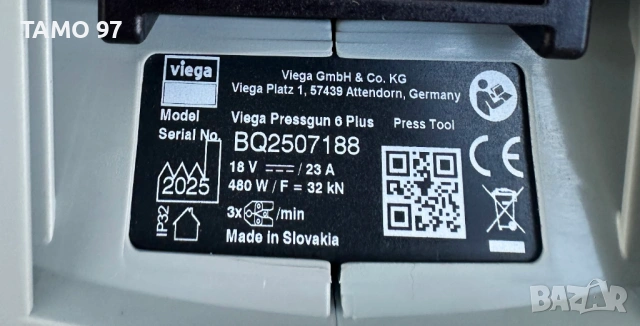 TAMO 97
viega
Viega GmbH & Co. KG
Viega Platz 1, 57439 Attendorn, Germany
Model Viega Pressgun 6 Plus Press Tool
Serial No. BQ2507188
18 V / 23 A
2025
480 W / F = 32 kN
IP32
3x /min
Made in Slovakia
CE
BAZAR